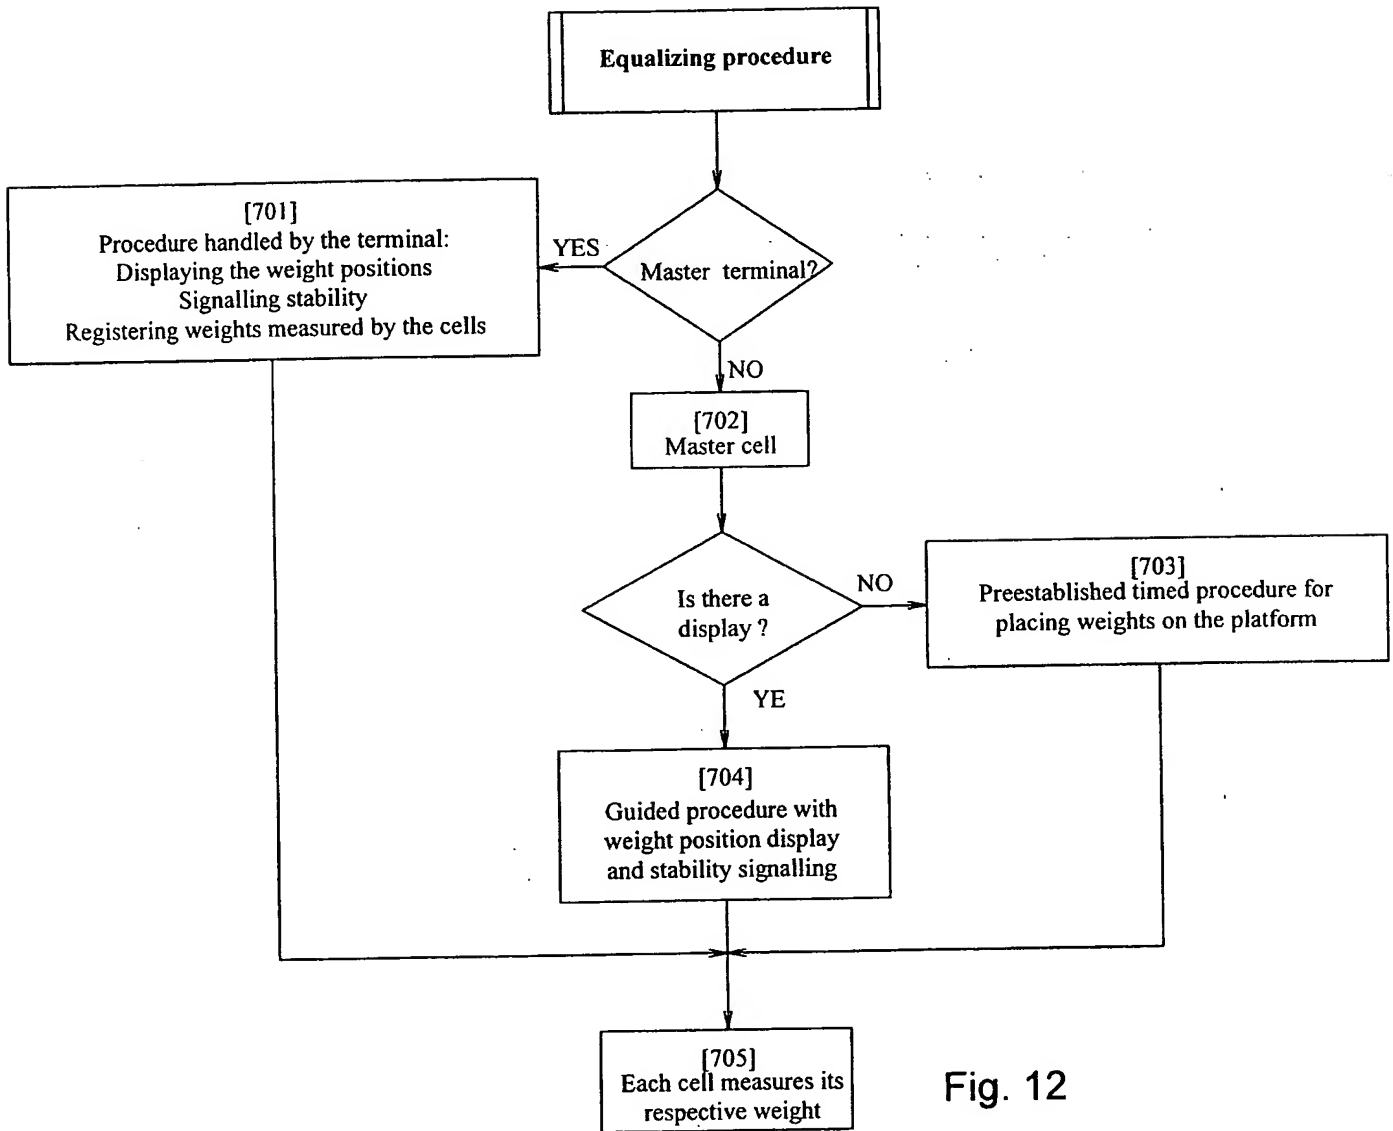 Equalizing procedure
[701]
Procedure handled by the terminal:
Displaying the weight positions
Signalling stability
Registering weights measured by the cells
YES
Master terminal?
NO
[702]
Master cell
Is there a
display ?
NO
[703]
Preestablished timed procedure for
placing weights on the platform
YE
[704]
Guided procedure with
weight position display
and stability signalling
[705]
Each cell measures its
respective weight
Fig. 12